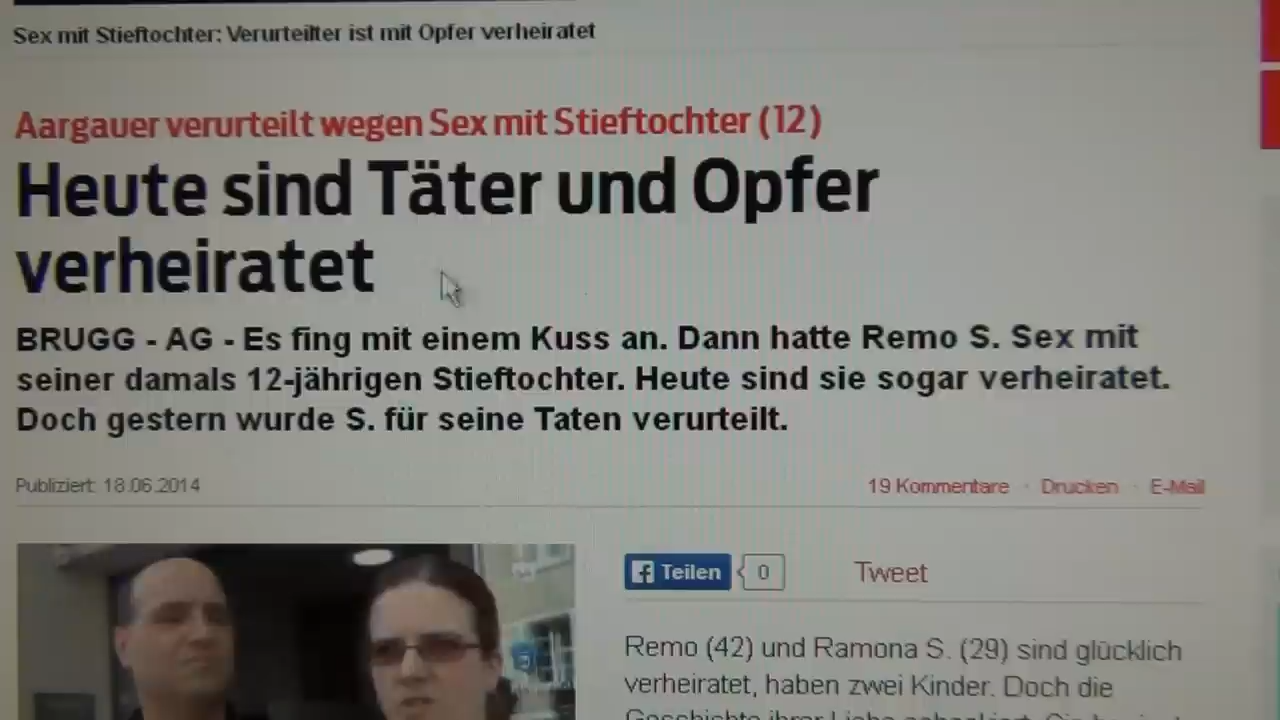 Sex mit Stieftochter: Verurteilter ist mit Opfer verheiratet
Aargauer verurteilt wegen Sex mit Stieftochter (12)
Heute sind Täter und Opfer
verheiratet
BRUGG - AG - Es fing mit einem Kuss an. Dann hatte Remo S. Sex mit
seiner damals 12-jährigen Stieftochter. Heute sind sie sogar verheiratet.
Doch gestern wurde S. für seine Taten verurteilt.
Publiziert: 18.06.2014
19 Kommentare · Drucken · E-Mail
Teilen 0 Tweet
Remo (42) und Ramona S. (29) sind glücklich
verheiratet, haben zwei Kinder. Doch die
Geschichte ihrer Liebe